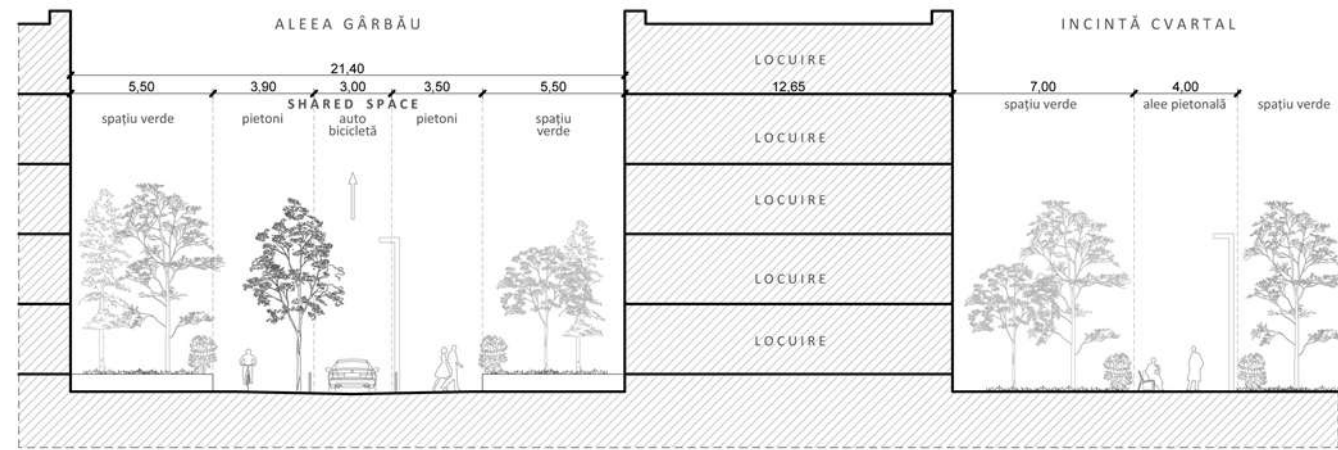 ALEEA GÂRBĂU
INCINTĂ CVARTAL
LOCUIRE
21,40
5,50 3,90 3,00 3,50 5,50 12,65 7,00 4,00
SHARED SPACE
spațiu verde pietoni auto pietoni spațiu spațiu verde alee pietonală spațiu verde
bicicletă verde
LOCUIRE
LOCUIRE
LOCUIRE
LOCUIRE